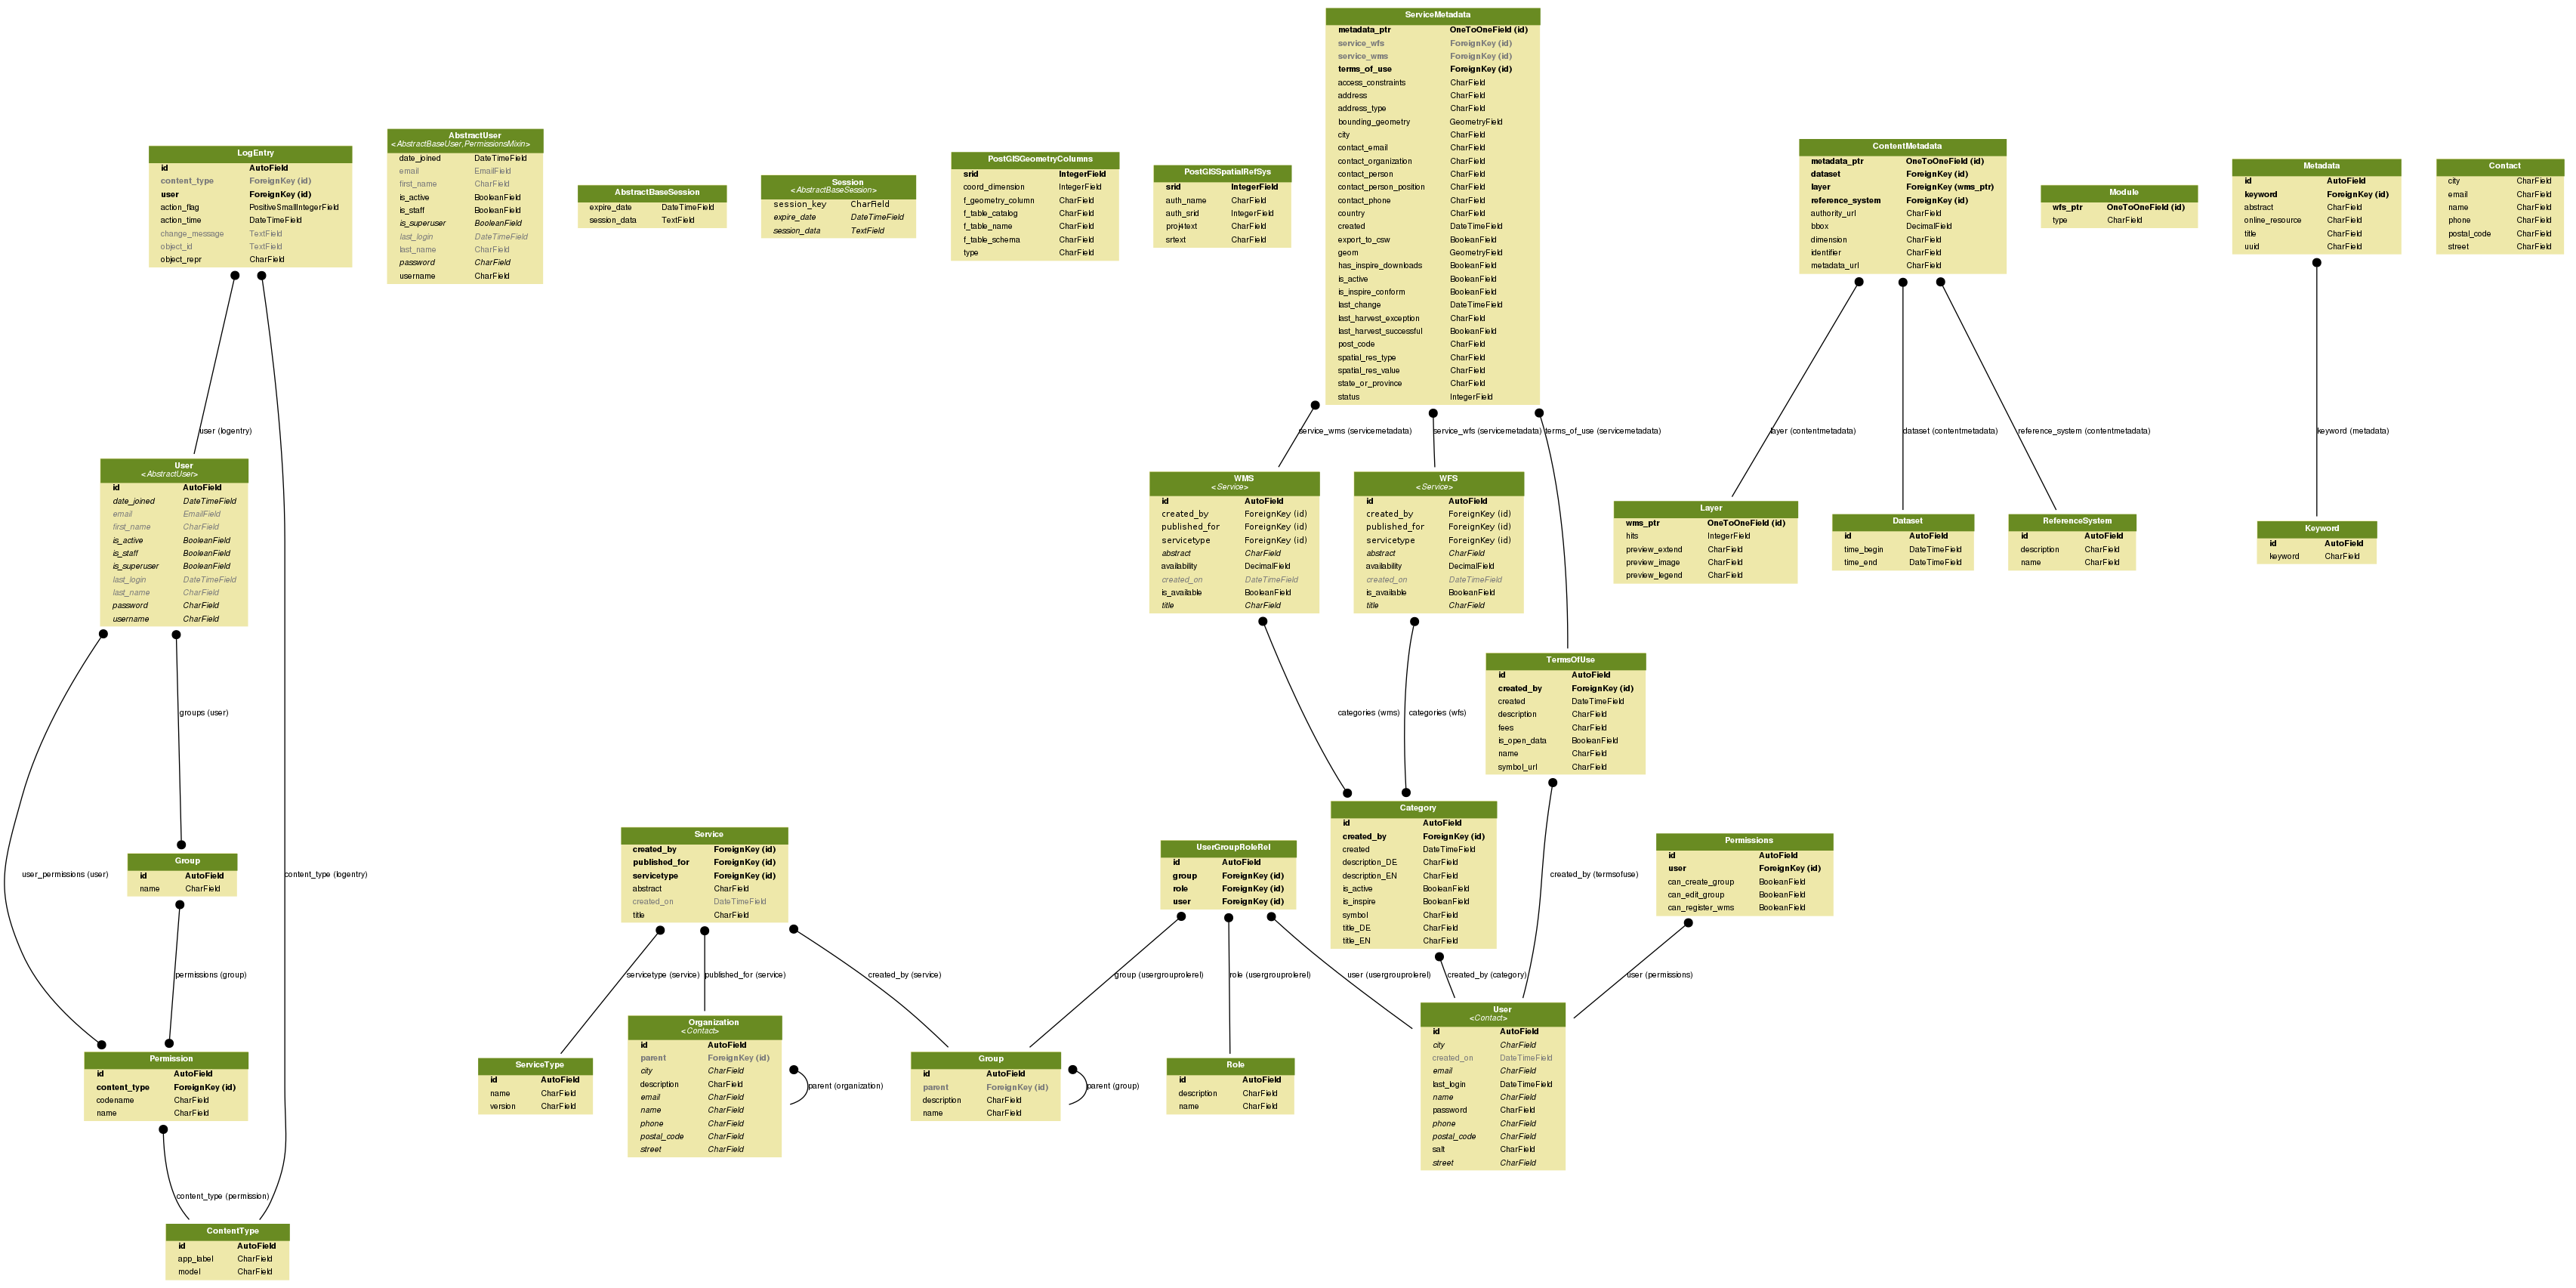 ServiceMetadata
metadata_ptr OneToOneField (id)
service_wfs ForeignKey (id)
service_wms ForeignKey (id)
terms_of_use ForeignKey (id)
access_constraints CharField
address CharField
address_type CharField
bounding_geometry GeometryField
city CharField
contact_email CharField
contact_organization CharField
contact_person CharField
contact_person_position CharField
contact_phone CharField
country CharField
created DateTimeField
export_to_csw BooleanField
geom GeometryField
has_inspire_downloads BooleanField
is_active BooleanField
is_inspire_conform BooleanField
last_change DateTimeField
last_harvest_exception CharField
last_harvest_successful BooleanField
post_code CharField
spatial_res_type CharField
spatial_res_value CharField
state_or_province CharField
status IntegerField
LogEntry
id AutoField
content_type ForeignKey (id)
user ForeignKey (id)
action_flag PositiveSmallIntegerField
action_time DateTimeField
change_message TextField
object_id TextField
object_repr CharField
AbstractUser
<AbstractBaseUser,PermissionsMixin>
date_joined DateTimeField
email EmailField
first_name CharField
is_active BooleanField
is_staff BooleanField
is_superuser BooleanField
last_login DateTimeField
last_name CharField
password CharField
username CharField
AbstractBaseSession
expire_date DateTimeField
session_data TextField
Session
<AbstractBaseSession>
session_key CharField
expire_date DateTimeField
session_data TextField
PostGISGeometryColumns
srid IntegerField
coord_dimension IntegerField
f_geometry_column CharField
f_table_catalog CharField
f_table_name CharField
f_table_schema CharField
type CharField
PostGISSpatialRefSys
srid IntegerField
auth_name CharField
auth_srid IntegerField
proj4text CharField
srtext CharField
ContentMetadata
metadata_ptr OneToOneField (id)
dataset ForeignKey (id)
layer ForeignKey (wms_ptr)
reference_system ForeignKey (id)
authority_url CharField
bbox DecimalField
dimension CharField
identifier CharField
metadata_url CharField
Module
wfs_ptr OneToOneField (id)
type CharField
Metadata
id AutoField
keyword ForeignKey (id)
abstract CharField
online_resource CharField
title CharField
uuid CharField
Contact
city CharField
email CharField
name CharField
phone CharField
postal_code CharField
street CharField
user (logentry)
service_wms (servicemetadata)
service_wfs (servicemetadata)
terms_of_use (servicemetadata)
layer (contentmetadata)
dataset (contentmetadata)
reference_system (contentmetadata)
keyword (metadata)
User
<AbstractUser>
id AutoField
date_joined DateTimeField
email EmailField
first_name CharField
is_active BooleanField
is_staff BooleanField
is_superuser BooleanField
last_login DateTimeField
last_name CharField
password CharField
username CharField
WMS
<Service>
id AutoField
created_by ForeignKey (id)
published_for ForeignKey (id)
servicetype ForeignKey (id)
abstract CharField
availability DecimalField
created_on DateTimeField
is_available BooleanField
title CharField
WFS
<Service>
id AutoField
created_by ForeignKey (id)
published_for ForeignKey (id)
servicetype ForeignKey (id)
abstract CharField
availability DecimalField
created_on DateTimeField
is_available BooleanField
title CharField
Layer
wms_ptr OneToOneField (id)
hits IntegerField
preview_extend CharField
preview_image CharField
preview_legend CharField
Dataset
id AutoField
time_begin DateTimeField
time_end DateTimeField
ReferenceSystem
id AutoField
description CharField
name CharField
Keyword
id AutoField
keyword CharField
TermsOfUse
id AutoField
created_by ForeignKey (id)
created DateTimeField
description CharField
fees CharField
is_open_data BooleanField
name CharField
symbol_url CharField
groups (user)
categories (wms)
categories (wfs)
Group
id AutoField
name CharField
user_permissions (user)
content_type (logentry)
Service
created_by ForeignKey (id)
published_for ForeignKey (id)
servicetype ForeignKey (id)
abstract CharField
created_on DateTimeField
title CharField
UserGroupRoleRel
id AutoField
group ForeignKey (id)
role ForeignKey (id)
user ForeignKey (id)
Category
id AutoField
created_by ForeignKey (id)
created DateTimeField
description_DE CharField
description_EN CharField
is_active BooleanField
is_inspire BooleanField
symbol CharField
title_DE CharField
title_EN CharField
created_by (termsofuse)
Permissions
id AutoField
user ForeignKey (id)
can_create_group BooleanField
can_edit_group BooleanField
can_register_wms BooleanField
permissions (group)
servicetype (service)
published_for (service)
created_by (service)
group (usergrouprolerel)
role (usergrouprolerel)
user (usergrouprolerel)
created_by (category)
user (permissions)
Permission
id AutoField
content_type ForeignKey (id)
codename CharField
name CharField
ServiceType
id AutoField
name CharField
version CharField
Organization
<Contact>
id AutoField
parent ForeignKey (id)
city CharField
description CharField
email CharField
name CharField
phone CharField
postal_code CharField
street CharField
parent (organization)
Group
id AutoField
parent ForeignKey (id)
description CharField
name CharField
parent (group)
Role
id AutoField
description CharField
name CharField
User
<Contact>
id AutoField
city CharField
created_on DateTimeField
email CharField
last_login DateTimeField
name CharField
password CharField
phone CharField
postal_code CharField
salt CharField
street CharField
content_type (permission)
ContentType
id AutoField
app_label CharField
model CharField